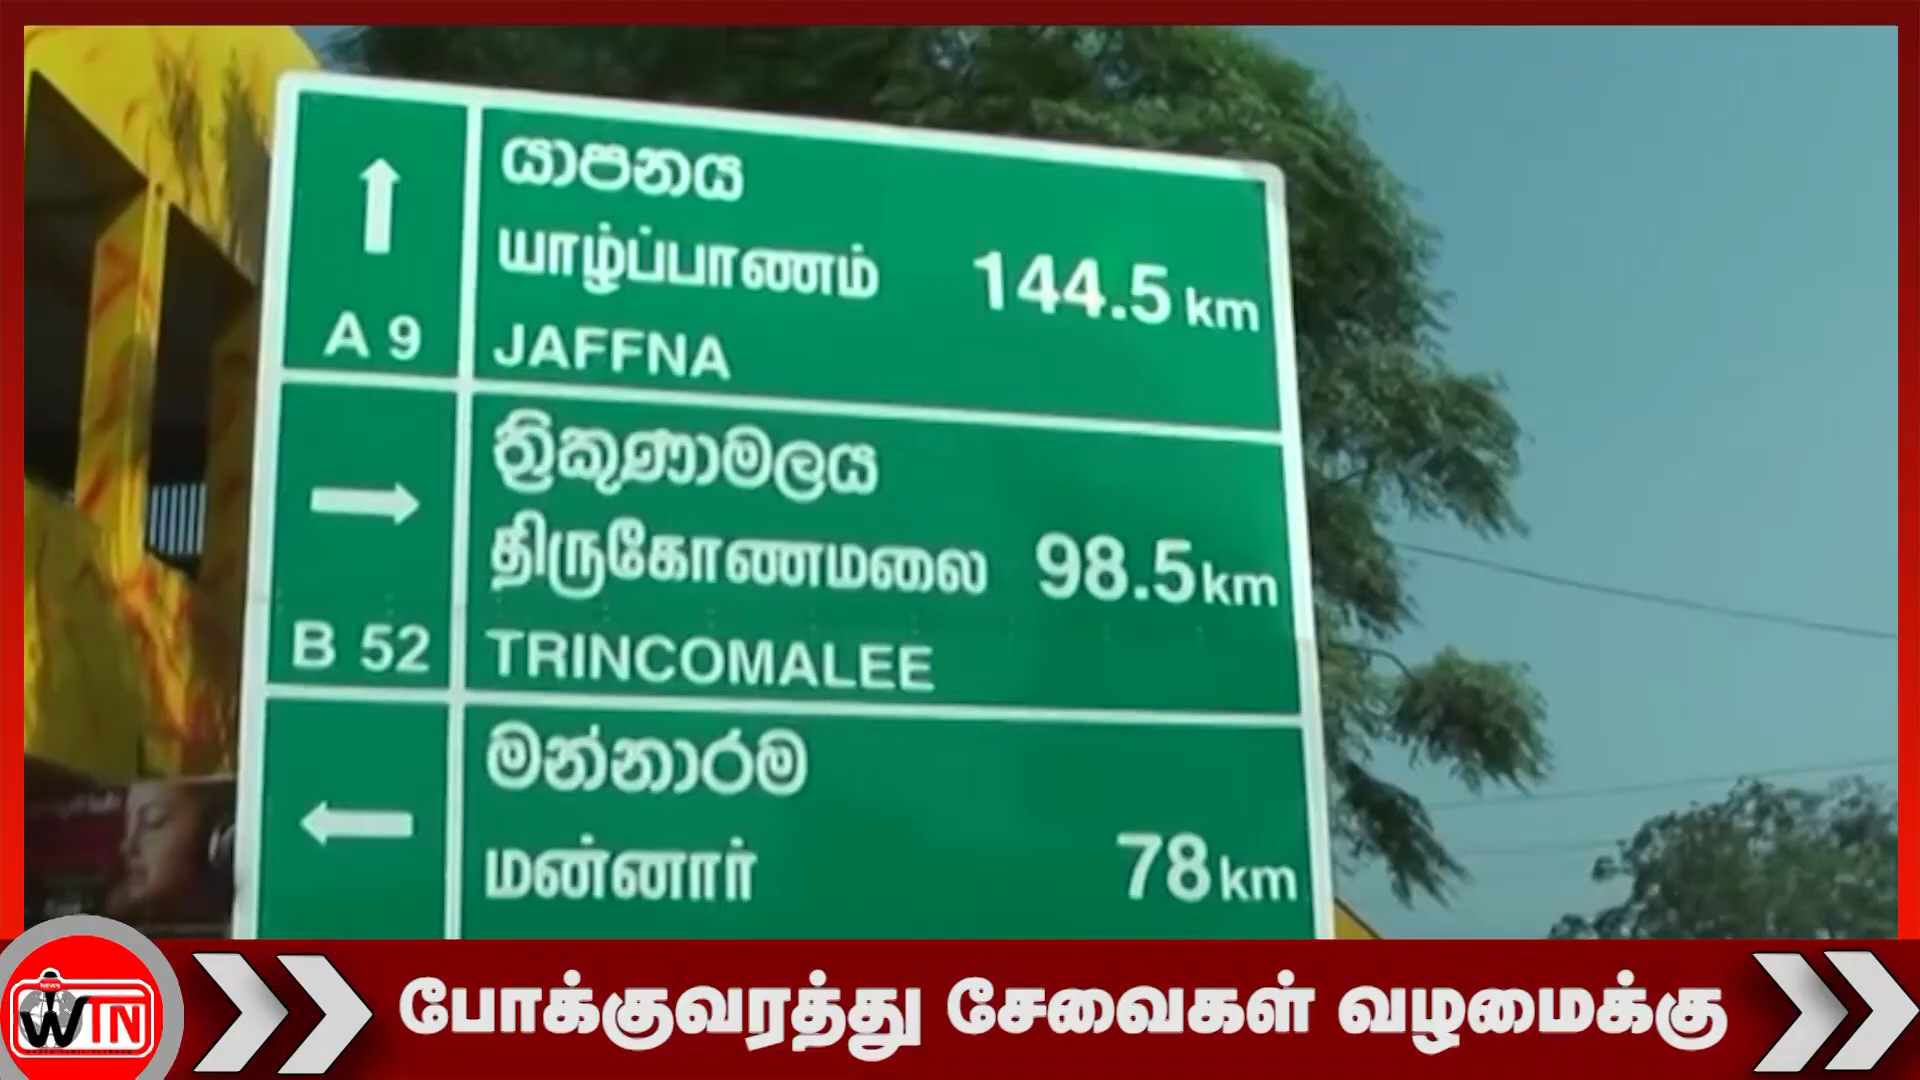 යාපනය
யாழ்ப்பாணம்
144.5 km
A 9
JAFFNA
ත්‍රිකුණාමලය
திருகோணமலை
98.5 km
B 52
TRINCOMALEE
මන්නාරම
மன்னார்
78 km
போக்குவரத்து சேவைகள் வழமைக்கு
NEWS
WIN